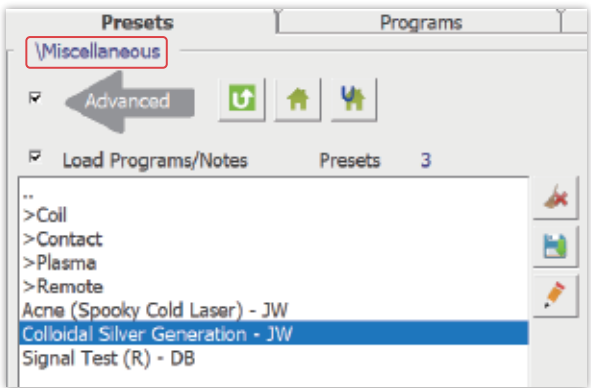 Presets Programs
\Miscellaneous
Advanced
Load Programs/Notes Presets 3
..
>Coil
>Contact
>Plasma
>Remote
Acne (Spooky Cold Laser) - JW
Colloidal Silver Generation - JW
Signal Test (R) - DB